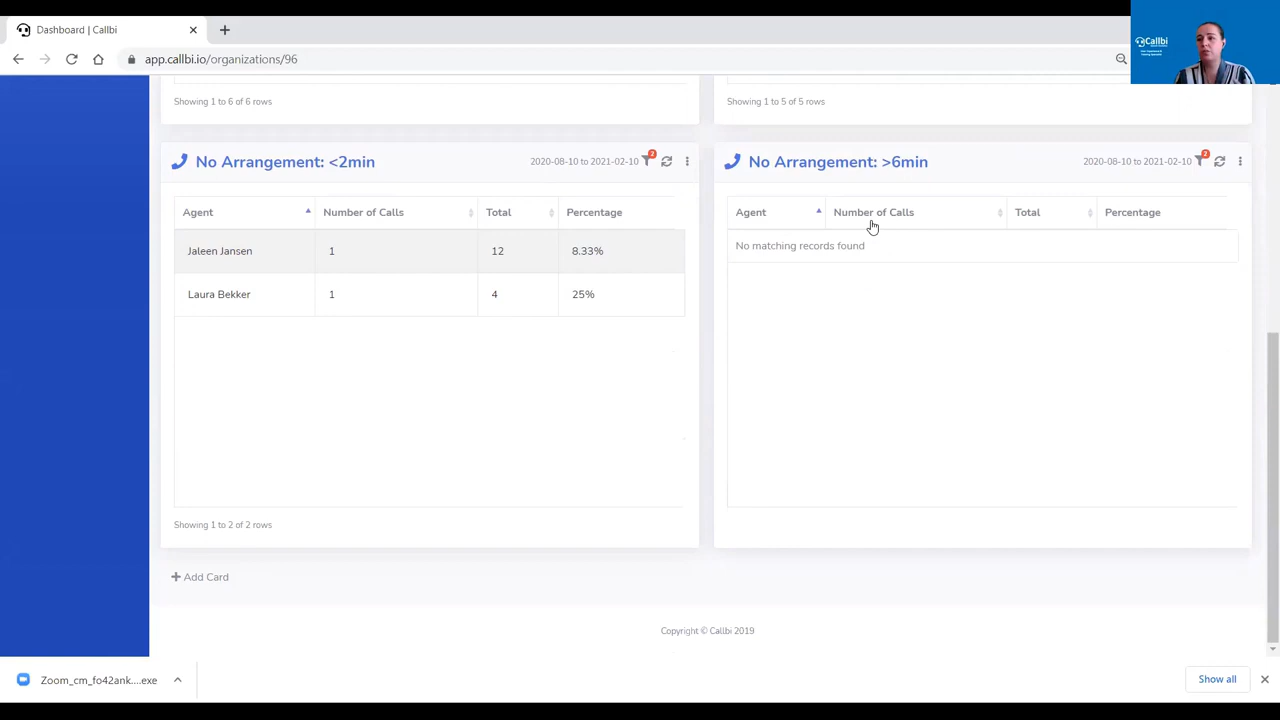 Dashboard | Callbi
app.callbi.io/organizations/96
Callbi
Showing 1 to 6 of 6 rows
Showing 1 to 5 of 5 rows
No Arrangement: <2min
2020-08-10 to 2021-02-10
2
Agent Number of Calls Total Percentage
Jaleen Jansen 1 12 8.33%
Laura Bekker 1 4 25%
Showing 1 to 2 of 2 rows
No Arrangement: >6min
2020-08-10 to 2021-02-10
2
Agent Number of Calls Total Percentage
No matching records found
+ Add Card
Copyright © Callbi 2019
Zoom_cm_fo42ank....exe
Show all